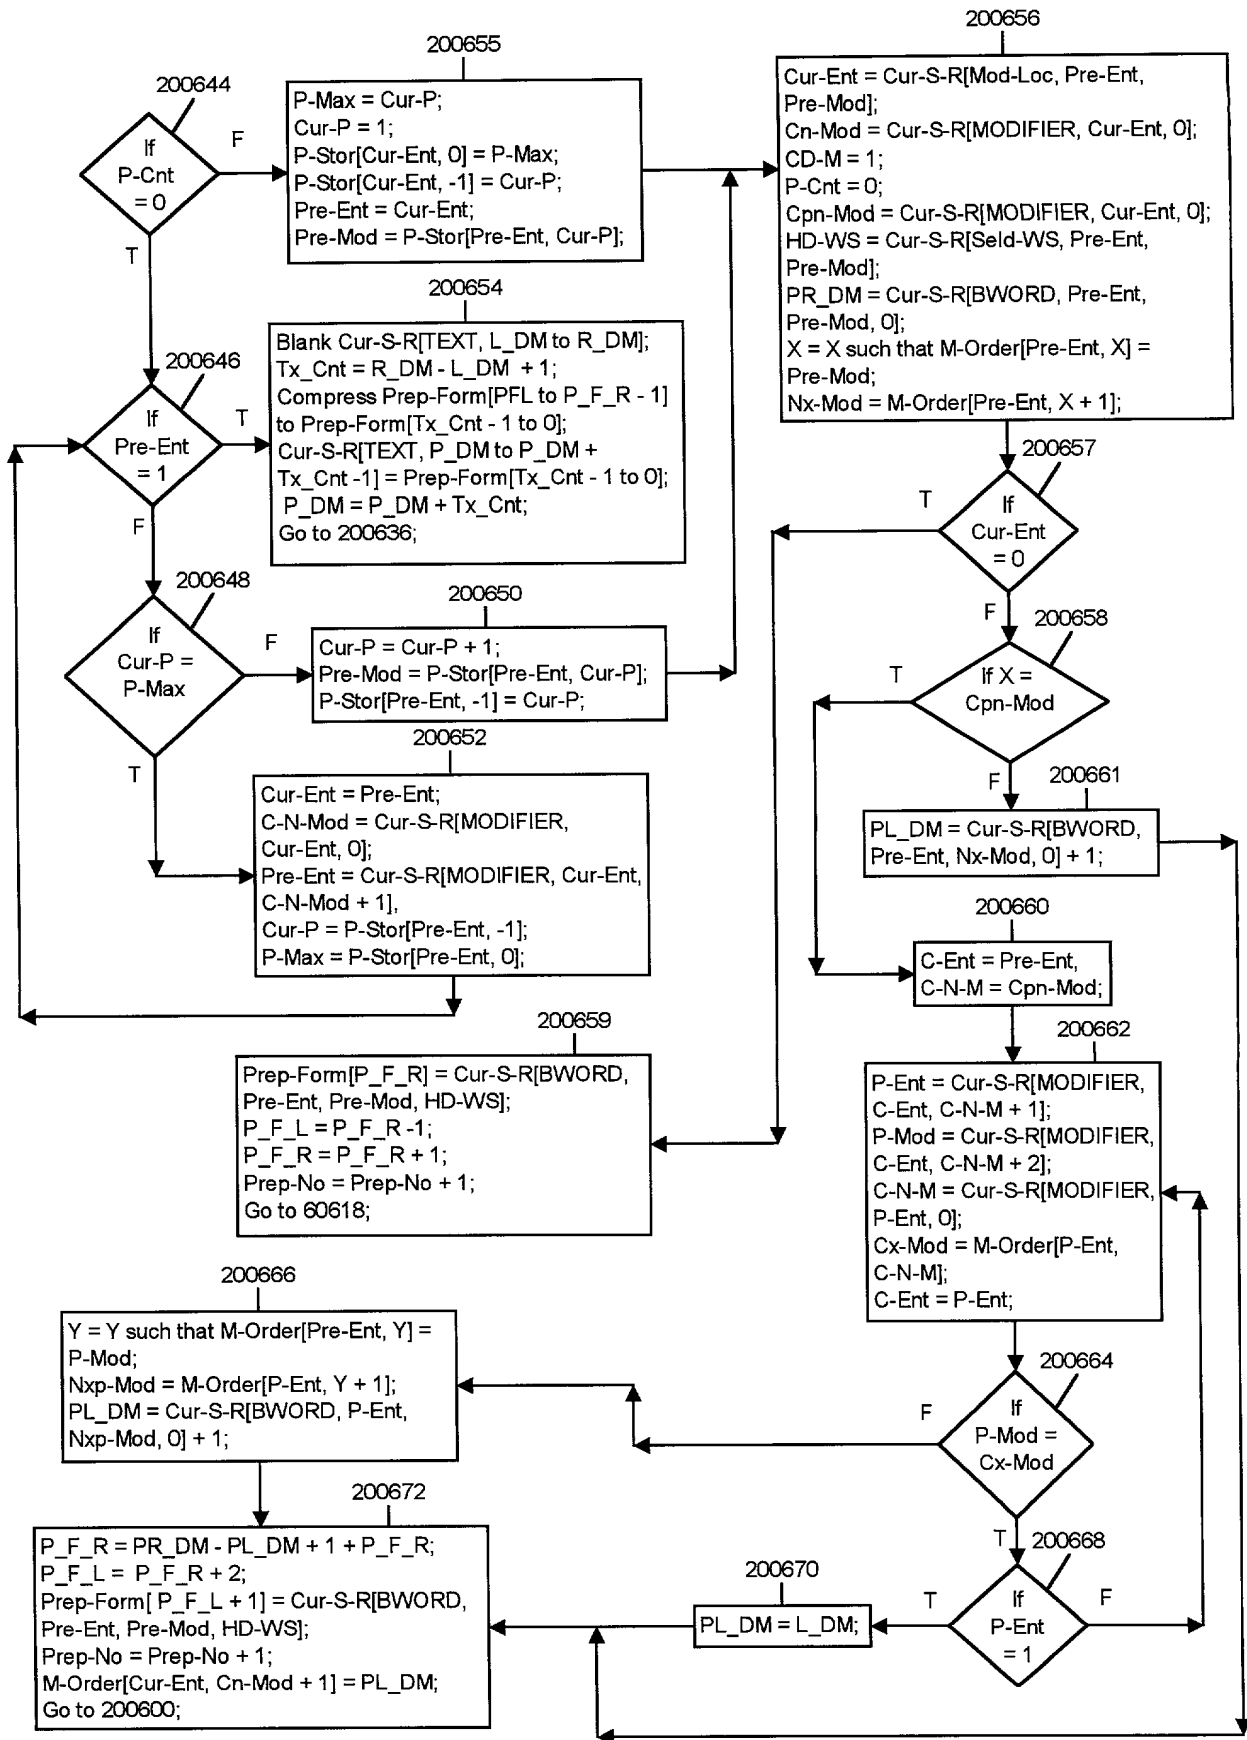 200655
P-Max = Cur-P;
Cur-P = 1;
P-Stor[Cur-Ent, 0] = P-Max;
P-Stor[Cur-Ent, -1] = Cur-P;
Pre-Ent = Cur-Ent;
Pre-Mod = P-Stor[Pre-Ent, Cur-P];
200644
If
P-Cnt
= 0
F
T
200656
Cur-Ent = Cur-S-R[Mod-Loc, Pre-Ent,
Pre-Mod];
Cn-Mod = Cur-S-R[MODIFIER, Cur-Ent, 0];
CD-M = 1;
P-Cnt = 0;
Cpn-Mod = Cur-S-R[MODIFIER, Cur-Ent, 0];
HD-WS = Cur-S-R[Seld-WS, Pre-Ent,
Pre-Mod];
PR_DM = Cur-S-R[BWORD, Pre-Ent,
Pre-Mod, 0];
X = X such that M-Order[Pre-Ent, X] =
Pre-Mod;
Nx-Mod = M-Order[Pre-Ent, X + 1];
200654
Blank Cur-S-R[TEXT, L_DM to R_DM];
Tx_Cnt = R_DM - L_DM + 1;
Compress Prep-Form[PFL to P_F_R - 1]
to Prep-Form[Tx_Cnt - 1 to 0];
Cur-S-R[TEXT, P_DM to P_DM +
Tx_Cnt -1] = Prep-Form[Tx_Cnt - 1 to 0];
P_DM = P_DM + Tx_Cnt;
Go to 200636;
200646
If
Pre-Ent
= 1
T
F
200657
If
Cur-Ent
= 0
T
F
200648
If
Cur-P =
P-Max
F
T
200650
Cur-P = Cur-P + 1;
Pre-Mod = P-Stor[Pre-Ent, Cur-P];
P-Stor[Pre-Ent, -1] = Cur-P;
200658
If X =
Cpn-Mod
T
F
200652
Cur-Ent = Pre-Ent;
C-N-Mod = Cur-S-R[MODIFIER,
Cur-Ent, 0];
Pre-Ent = Cur-S-R[MODIFIER, Cur-Ent,
C-N-Mod + 1],
Cur-P = P-Stor[Pre-Ent, -1];
P-Max = P-Stor[Pre-Ent, 0];
200661
PL_DM = Cur-S-R[BWORD,
Pre-Ent, Nx-Mod, 0] + 1;
200660
C-Ent = Pre-Ent,
C-N-M = Cpn-Mod;
200659
Prep-Form[P_F_R] = Cur-S-R[BWORD,
Pre-Ent, Pre-Mod, HD-WS];
P_F_L = P_F_R -1;
P_F_R = P_F_R + 1;
Prep-No = Prep-No + 1;
Go to 60618;
200662
P-Ent = Cur-S-R[MODIFIER,
C-Ent, C-N-M + 1];
P-Mod = Cur-S-R[MODIFIER,
C-Ent, C-N-M + 2];
C-N-M = Cur-S-R[MODIFIER,
P-Ent, 0];
Cx-Mod = M-Order[P-Ent,
C-N-M];
C-Ent = P-Ent;
200666
Y = Y such that M-Order[Pre-Ent, Y] =
P-Mod;
Nxp-Mod = M-Order[P-Ent, Y + 1];
PL_DM = Cur-S-R[BWORD, P-Ent,
Nxp-Mod, 0] + 1;
200664
If
P-Mod =
Cx-Mod
F
T
200672
P_F_R = PR_DM - PL_DM + 1 + P_F_R;
P_F_L = P_F_R + 2;
Prep-Form[ P_F_L + 1] = Cur-S-R[BWORD,
Pre-Ent, Pre-Mod, HD-WS];
Prep-No = Prep-No + 1;
M-Order[Cur-Ent, Cn-Mod + 1] = PL_DM;
Go to 200600;
200670
PL_DM = L_DM;
200668
If
P-Ent
= 1
T
F